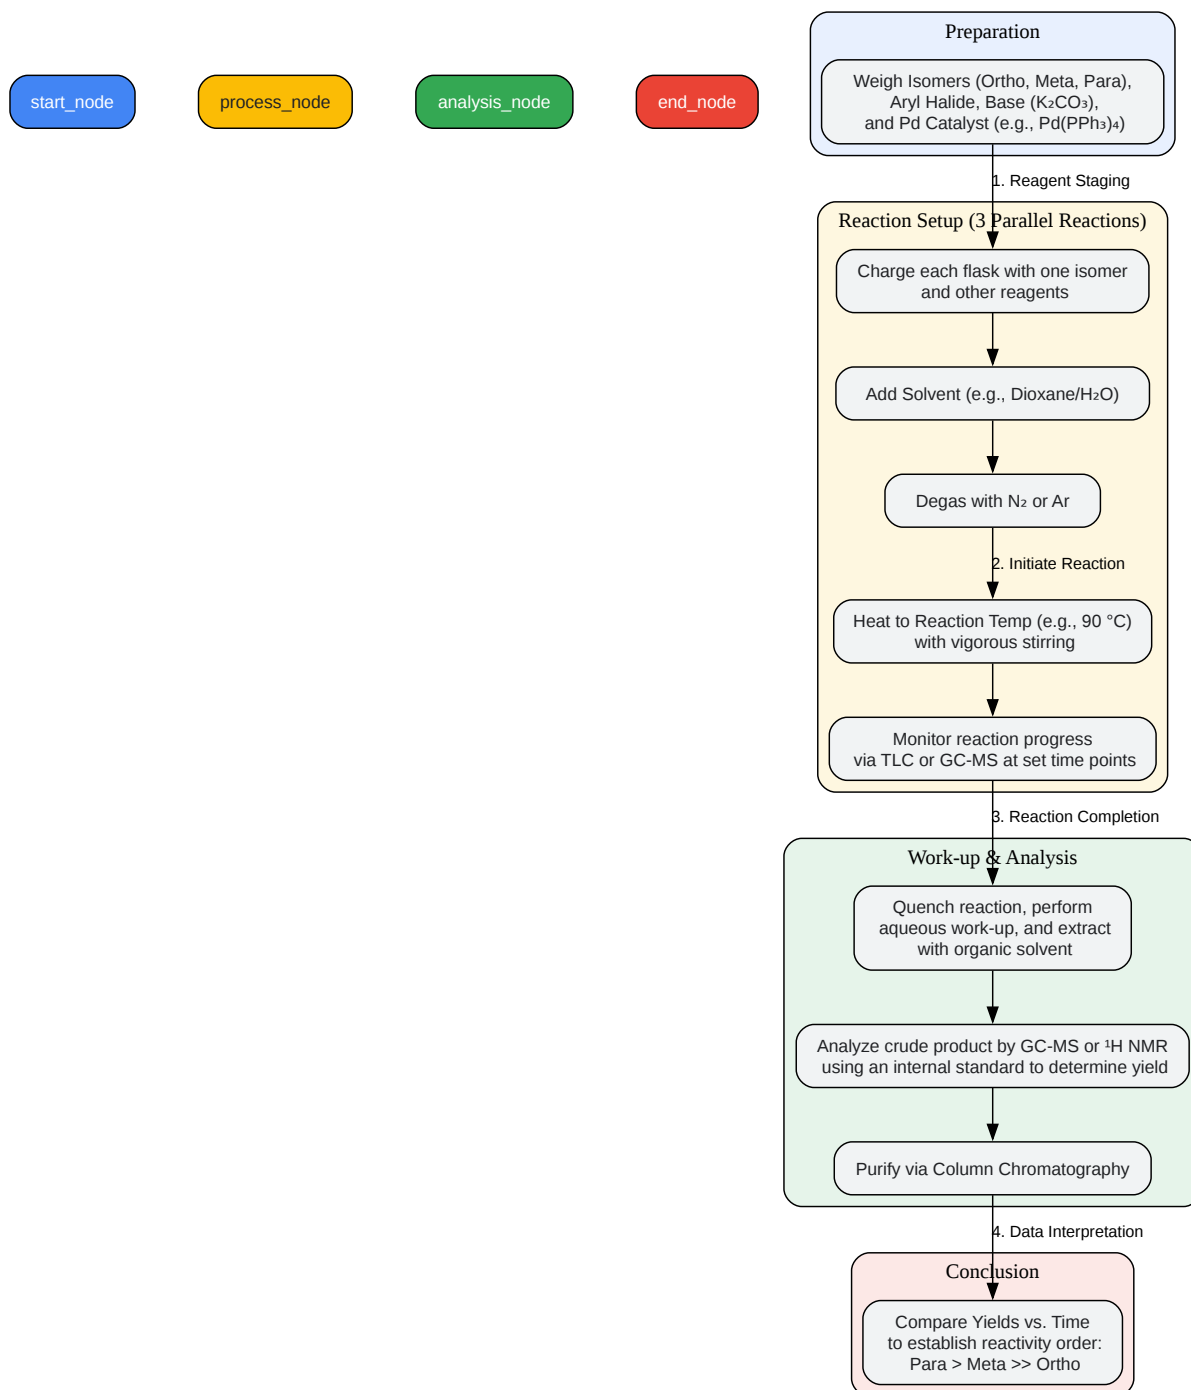 Preparation
start_node
process_node
analysis_node
end_node
Weigh Isomers (Ortho, Meta, Para),
Aryl Halide, Base (K₂CO₃),
and Pd Catalyst (e.g., Pd(PPh₃)₄)
1. Reagent Staging
Reaction Setup (3 Parallel Reactions)
Charge each flask with one isomer
and other reagents
Add Solvent (e.g., Dioxane/H₂O)
Degas with N₂ or Ar
2. Initiate Reaction
Heat to Reaction Temp (e.g., 90 °C)
with vigorous stirring
Monitor reaction progress
via TLC or GC-MS at set time points
3. Reaction Completion
Work-up & Analysis
Quench reaction, perform
aqueous work-up, and extract
with organic solvent
Analyze crude product by GC-MS or ¹H NMR
using an internal standard to determine yield
Purify via Column Chromatography
4. Data Interpretation
Conclusion
Compare Yields vs. Time
to establish reactivity order:
Para > Meta >> Ortho